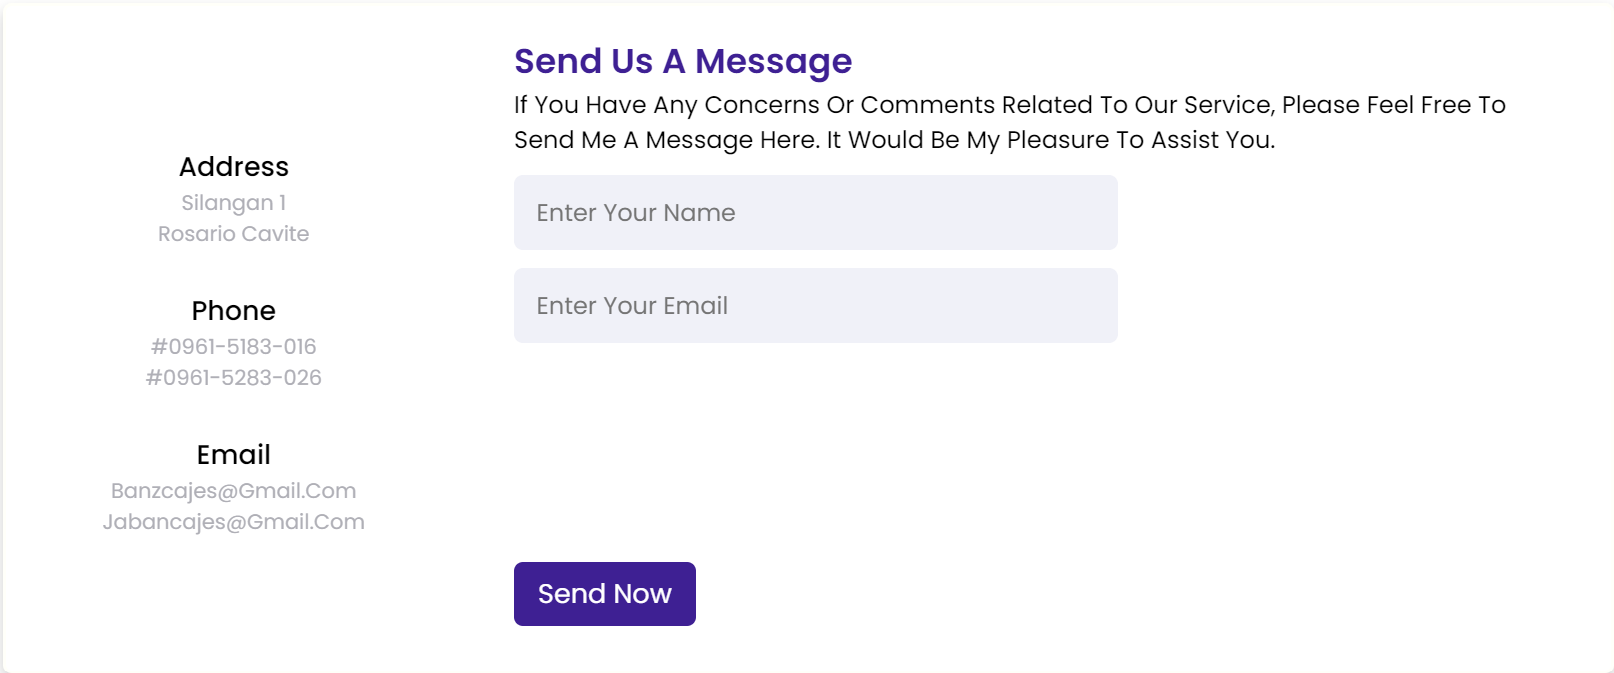 Address
Silangan 1
Rosario Cavite
Phone
#0961-5183-016
#0961-5283-026
Email
Banzcajes@Gmail.Com
Jabancajes@Gmail.Com
Send Us A Message
If You Have Any Concerns Or Comments Related To Our Service, Please Feel Free To
Send Me A Message Here. It Would Be My Pleasure To Assist You.
Enter Your Name
Enter Your Email
Send Now